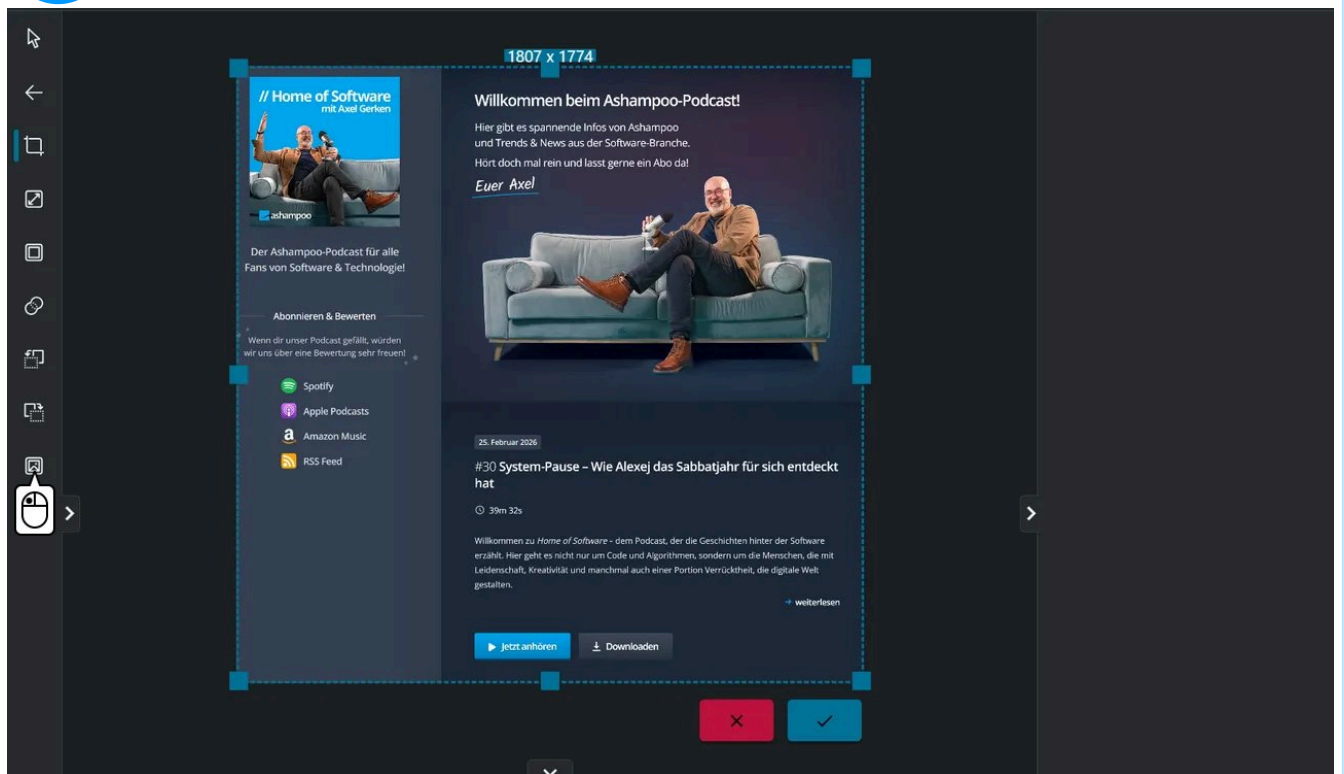 1807 x 1774
// Home of Software
mit Axel Gerken
ashampoo
Der Ashampoo-Podcast für alle
Fans von Software & Technologie!
Abonnieren & Bewerten
Wenn dir unser Podcast gefällt, würden
wir uns über eine Bewertung sehr freuen!
Spotify
Apple Podcasts
Amazon Music
RSS Feed
Willkommen beim Ashampoo-Podcast!
Hier gibt es spannende Infos von Ashampoo
und Trends & News aus der Software-Branche.
Hört doch mal rein und lasst gerne ein Abo da!
Euer Axel
25. Februar 2026
#30 System-Pause – Wie Alexej das Sabbatjahr für sich entdeckt
hat
39m 32s
Willkommen zu Home of Software – dem Podcast, der die Geschichten hinter der Software
erzählt. Hier geht es nicht nur um Code und Algorithmen, sondern um die Menschen, die mit
Leidenschaft, Kreativität und manchmal auch einer Portion Verrücktheit, die digitale Welt
gestalten.
weiterlesen
Jetzt anhören
Downloaden